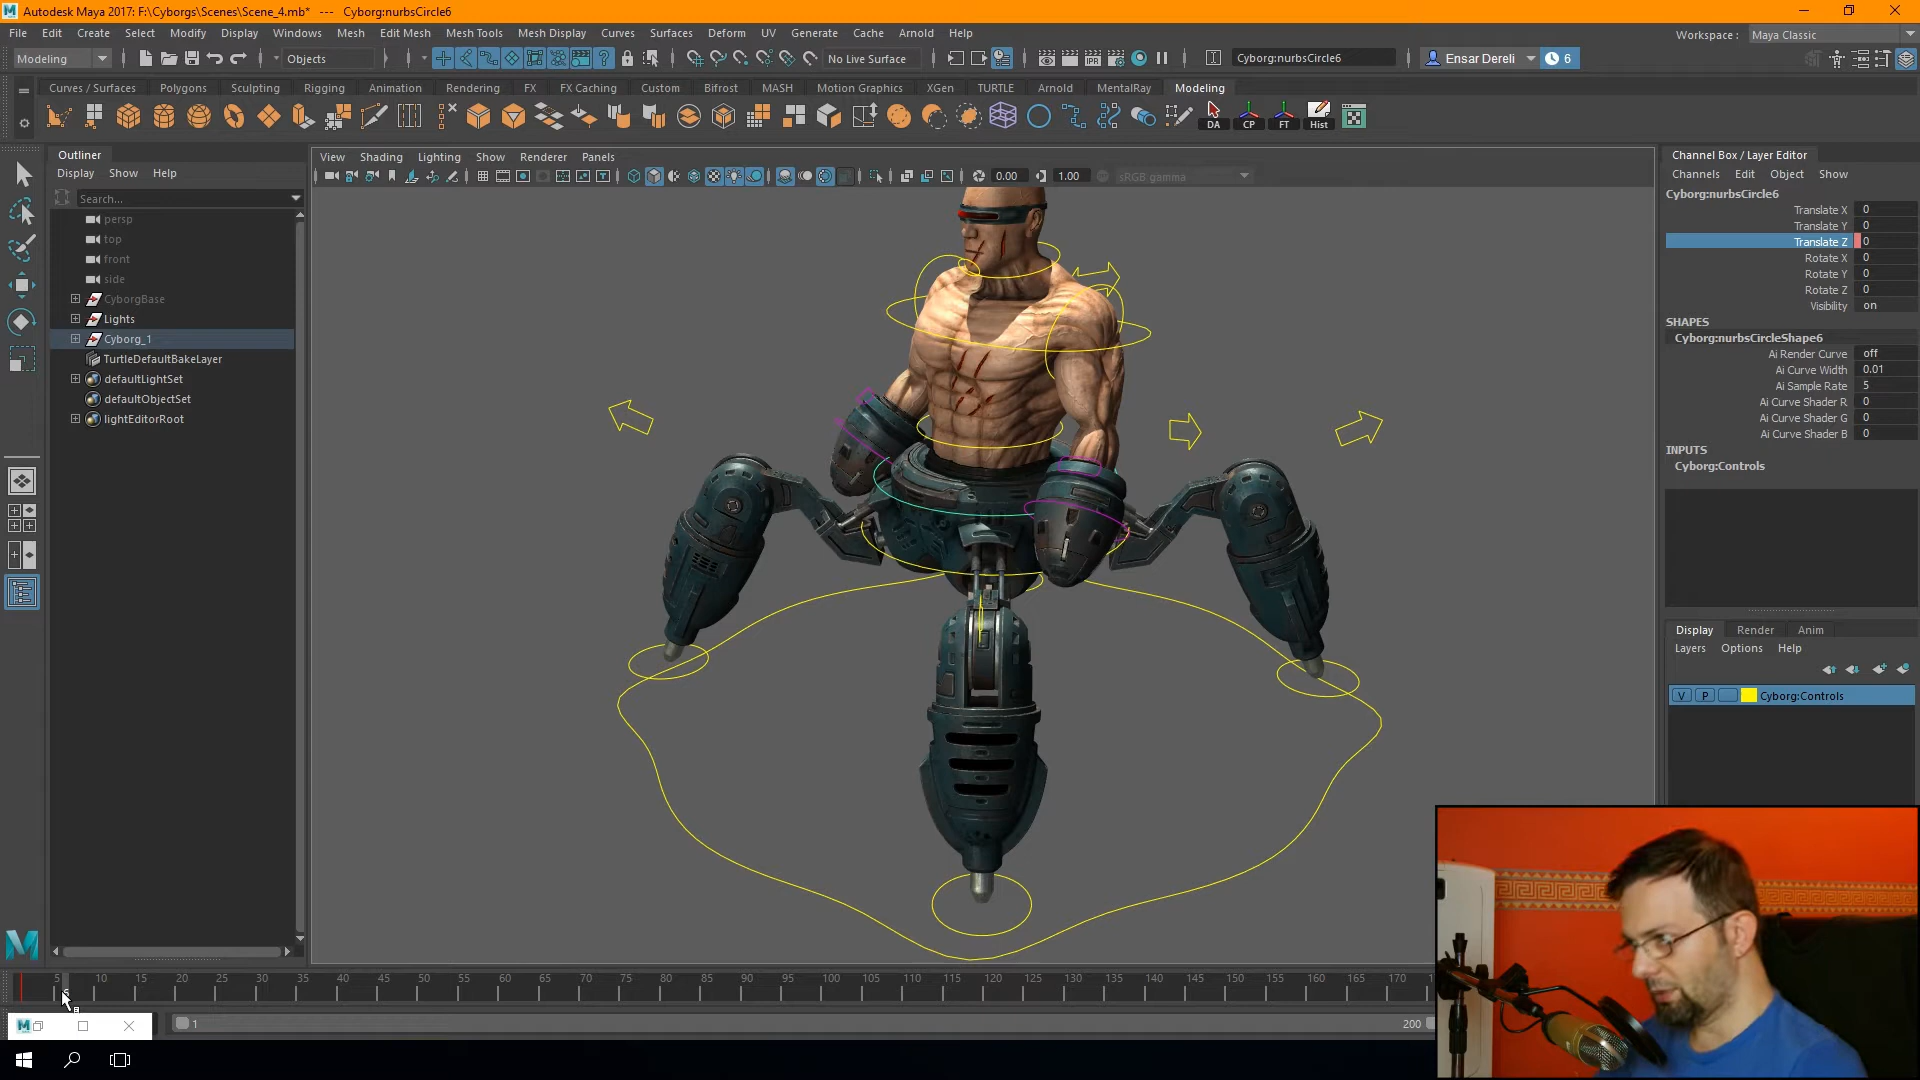 Autodesk Maya 2017: F:\Cyborgs\Scenes\Scene_4.mb* --- Cyborg:nurbsCircle6
File Edit Create Select Modify Display Windows Mesh Edit Mesh Mesh Tools Mesh Display Curves Surfaces Deform UV Generate Cache Arnold Help
Workspace : Maya Classic
Modeling Objects No Live Surface Cyborg:nurbsCircle6 Ensar Dereli 6
Curves / Surfaces Polygons Sculpting Rigging Animation Rendering FX FX Caching Custom Bifrost MASH Motion Graphics XGen TURTLE Arnold MentalRay Modeling
IPR
DA CP FT Hist
Outliner
Display Show Help
Search...
persp
top
front
side
CyborgBase
Lights
Cyborg_1
TurtleDefaultBakeLayer
defaultLightSet
defaultObjectSet
lightEditorRoot
View Shading Lighting Show Renderer Panels
0.00 1.00 sRGB gamma
Channel Box / Layer Editor
Channels Edit Object Show
Cyborg:nurbsCircle6
Translate X 0
Translate Y 0
Translate Z 0
Rotate X 0
Rotate Y 0
Rotate Z 0
Visibility on
SHAPES
Cyborg:nurbsCircleShape6
Ai Render Curve off
Ai Curve Width 0.01
Ai Sample Rate 5
Ai Curve Shader R 0
Ai Curve Shader G 0
Ai Curve Shader B 0
INPUTS
Cyborg:Controls
Display Render Anim
Layers Options Help
V P Cyborg:Controls
5 10 15 20 25 30 35 40 45 50 55 60 65 70 75 80 85 90 95 100 105 110 115 120 125 130 135 140 145 150 155 160 165 170
1 200